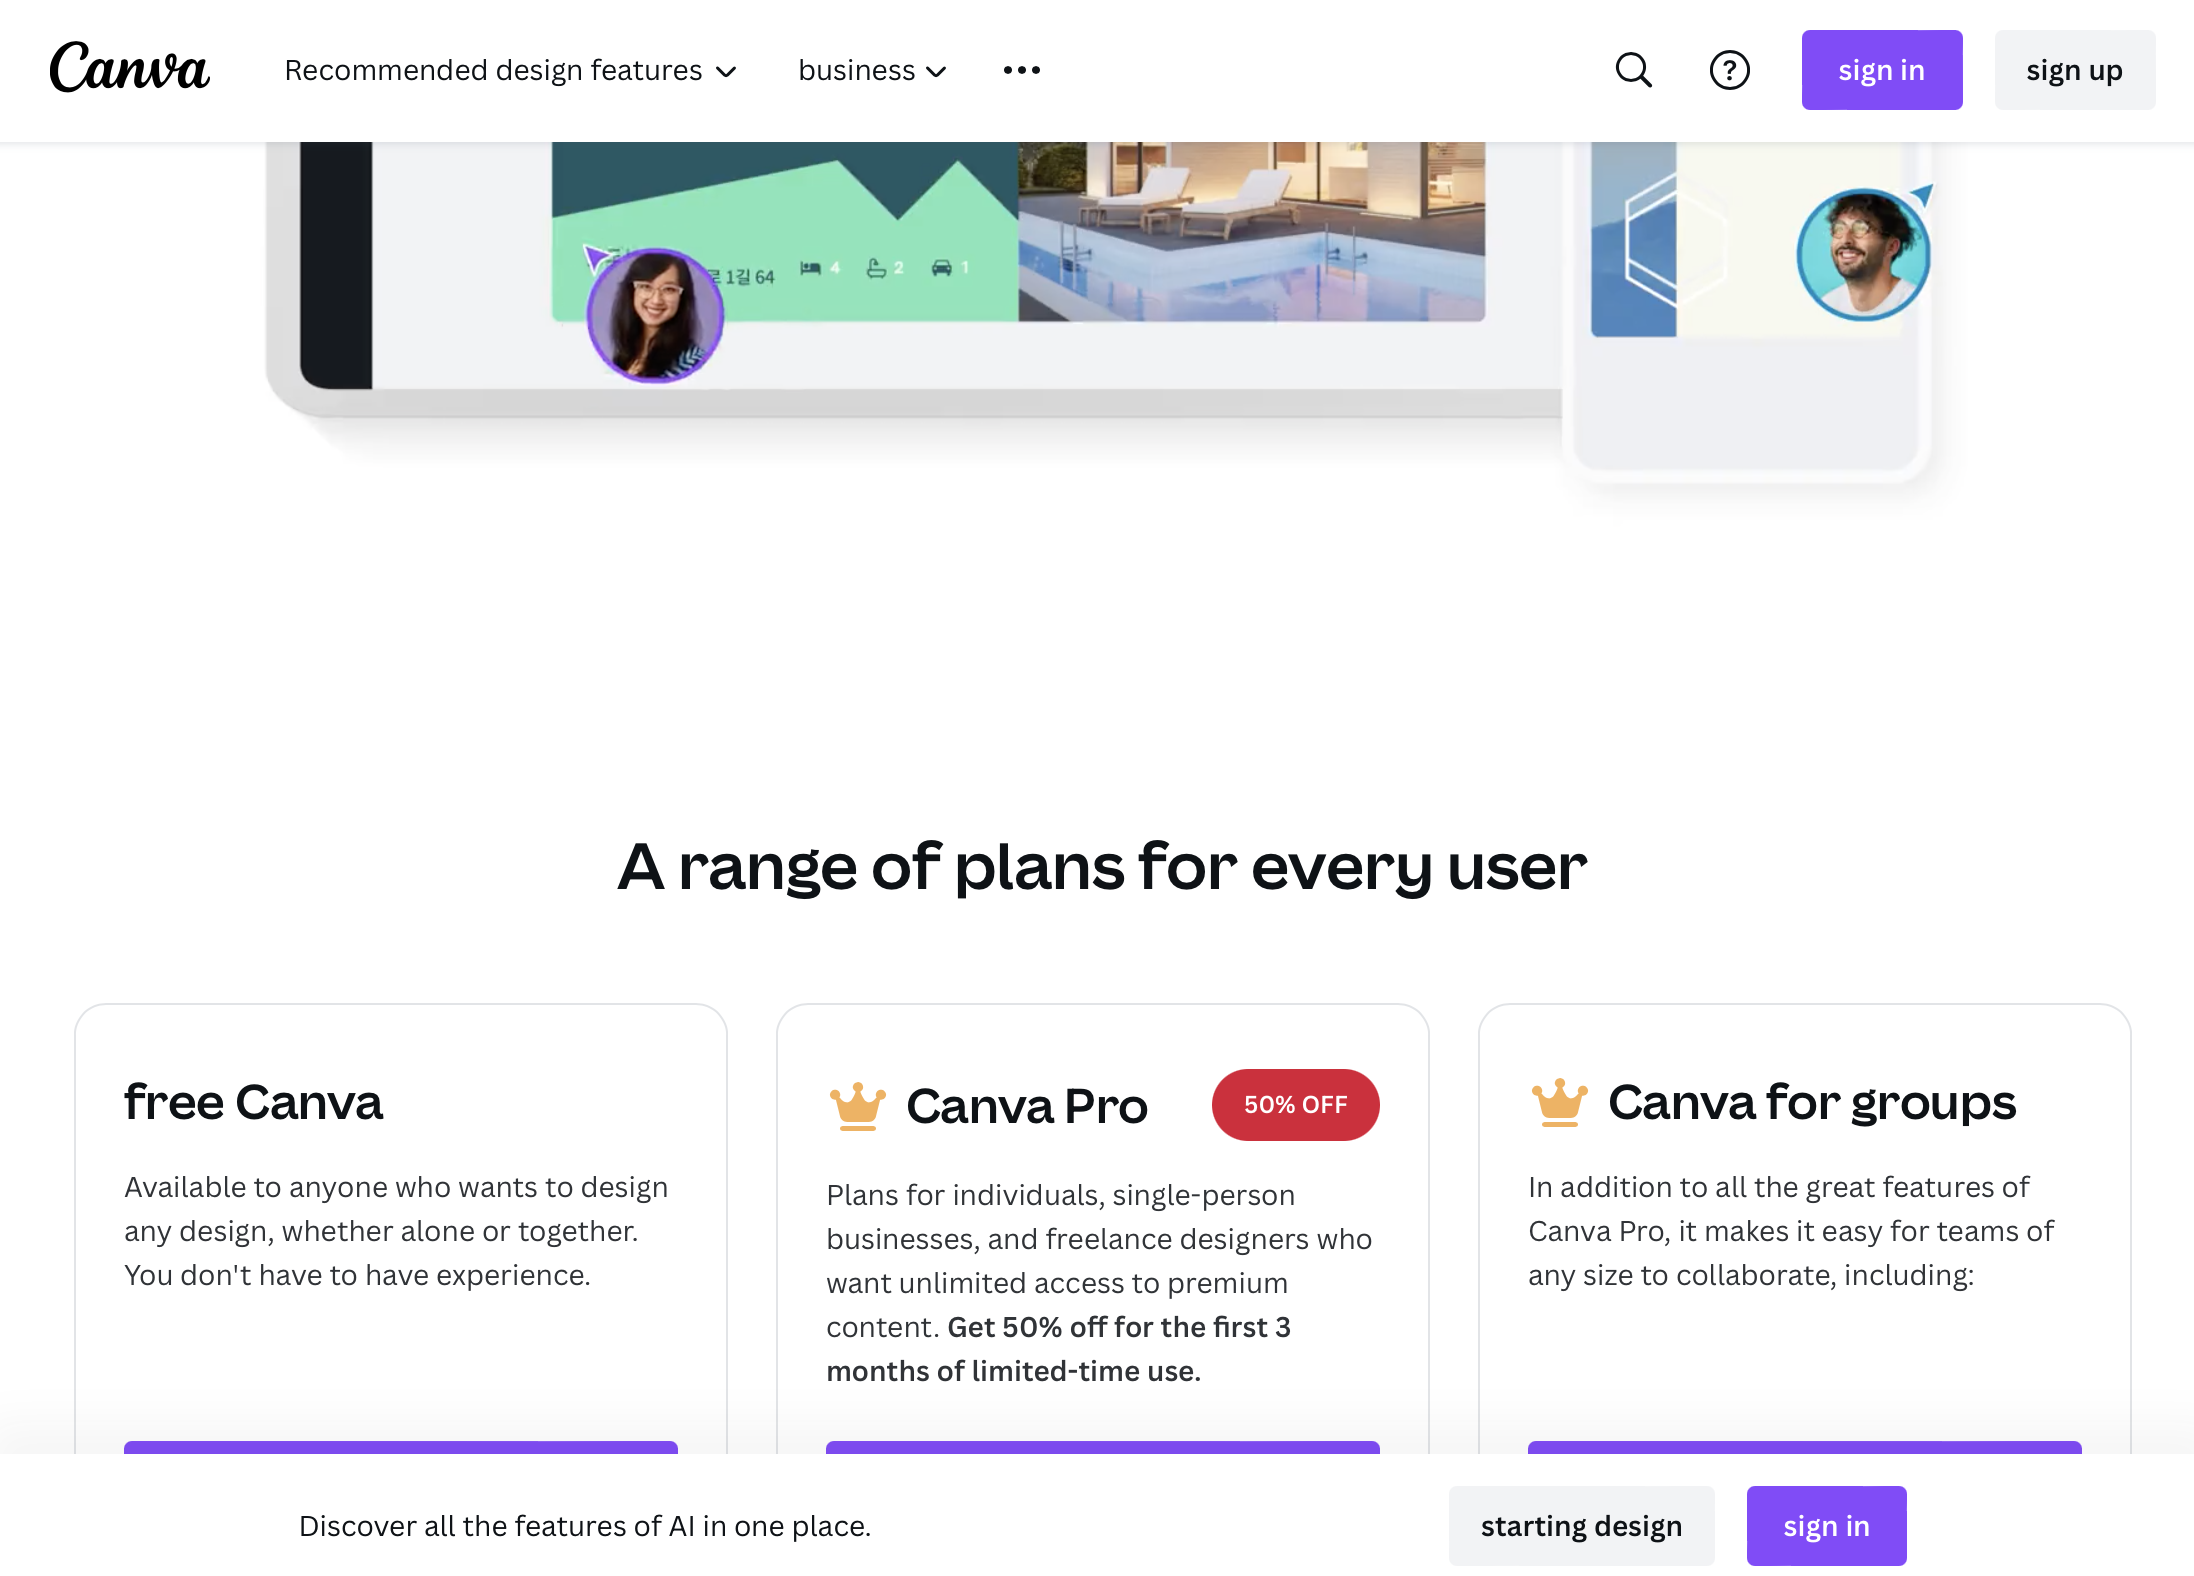 Canva
Recommended design features
business
sign in
sign up
1길 64
4
2
1
A range of plans for every user
free Canva
Available to anyone who wants to design
any design, whether alone or together.
You don't have to have experience.
Canva Pro
50% OFF
Plans for individuals, single-person
businesses, and freelance designers who
want unlimited access to premium
content. Get 50% off for the first 3
months of limited-time use.
Canva for groups
In addition to all the great features of
Canva Pro, it makes it easy for teams of
any size to collaborate, including:
Discover all the features of AI in one place.
starting design
sign in